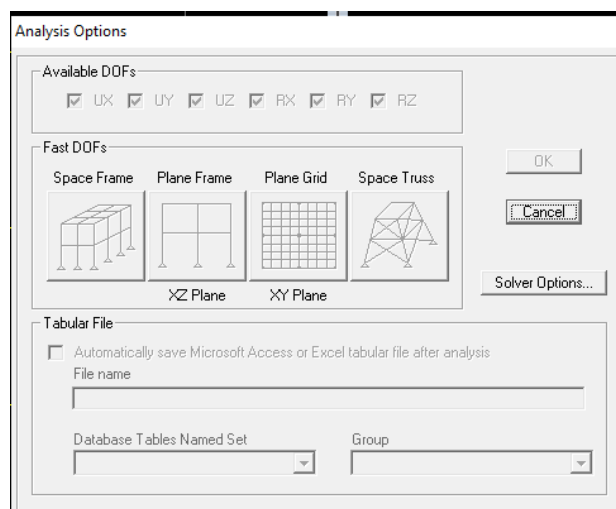 Analysis Options
Available DOFs
UX UY UZ RX RY RZ
Fast DOFs
Space Frame Plane Frame Plane Grid Space Truss
XZ Plane XY Plane
OK
Cancel
Solver Options...
Tabular File
Automatically save Microsoft Access or Excel tabular file after analysis
File name
Database Tables Named Set Group